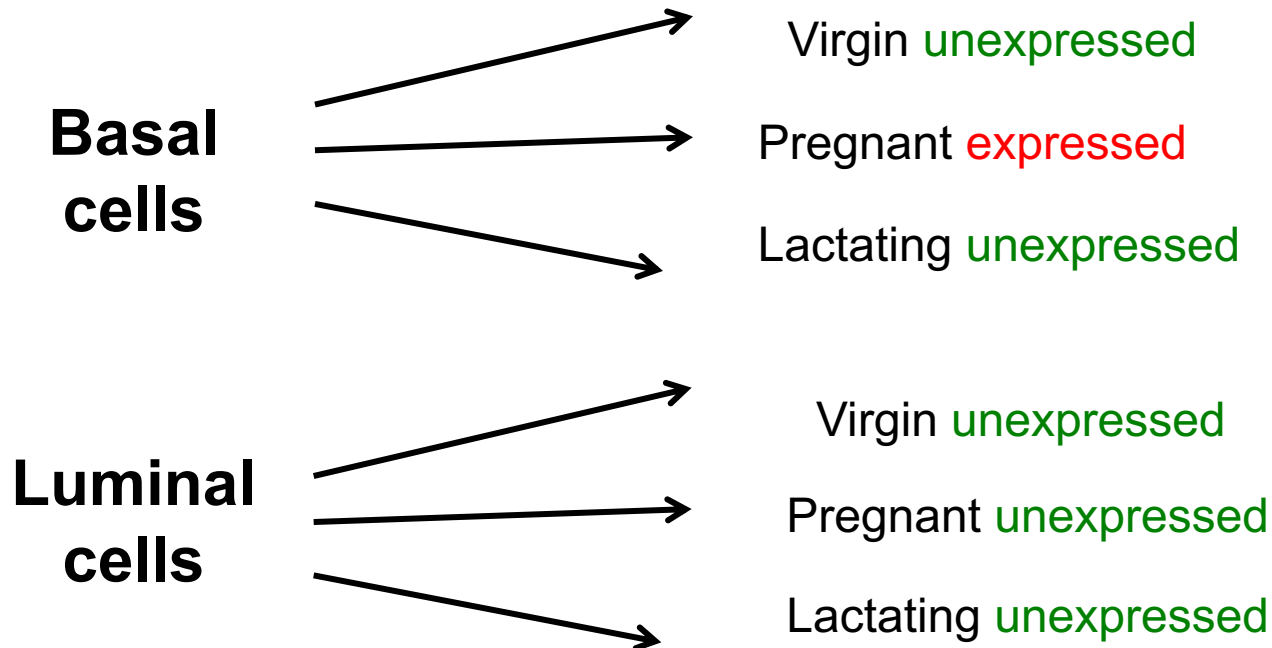 Basal
cells
Virgin unexpressed
Pregnant expressed
Lactating unexpressed
Luminal
cells
Virgin unexpressed
Pregnant unexpressed
Lactating unexpressed